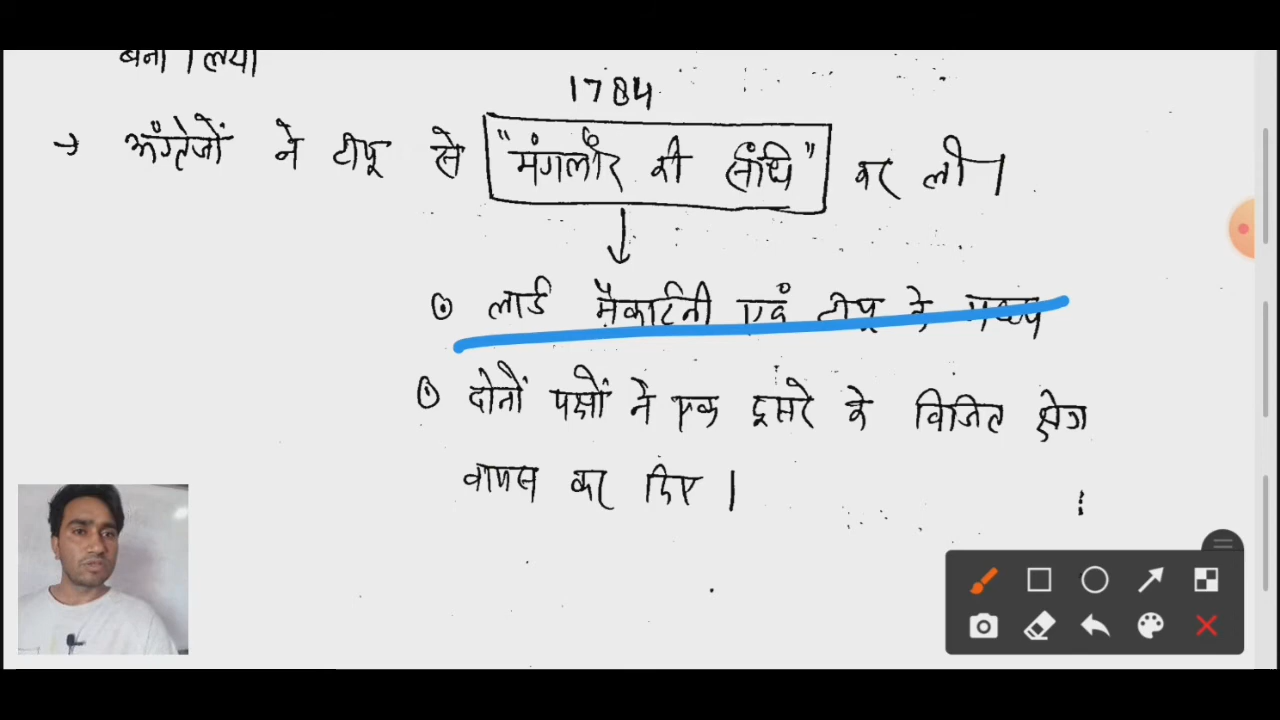 बना लिया
1784
→ अंग्रेजों ने टीपू से "मंगलौर की संधि" कर ली।
लार्ड मैकार्टनी एवं टीपू के मध्य
दोनों पक्षों ने एक दूसरे के विजित क्षेत्र
वापस कर दिए।